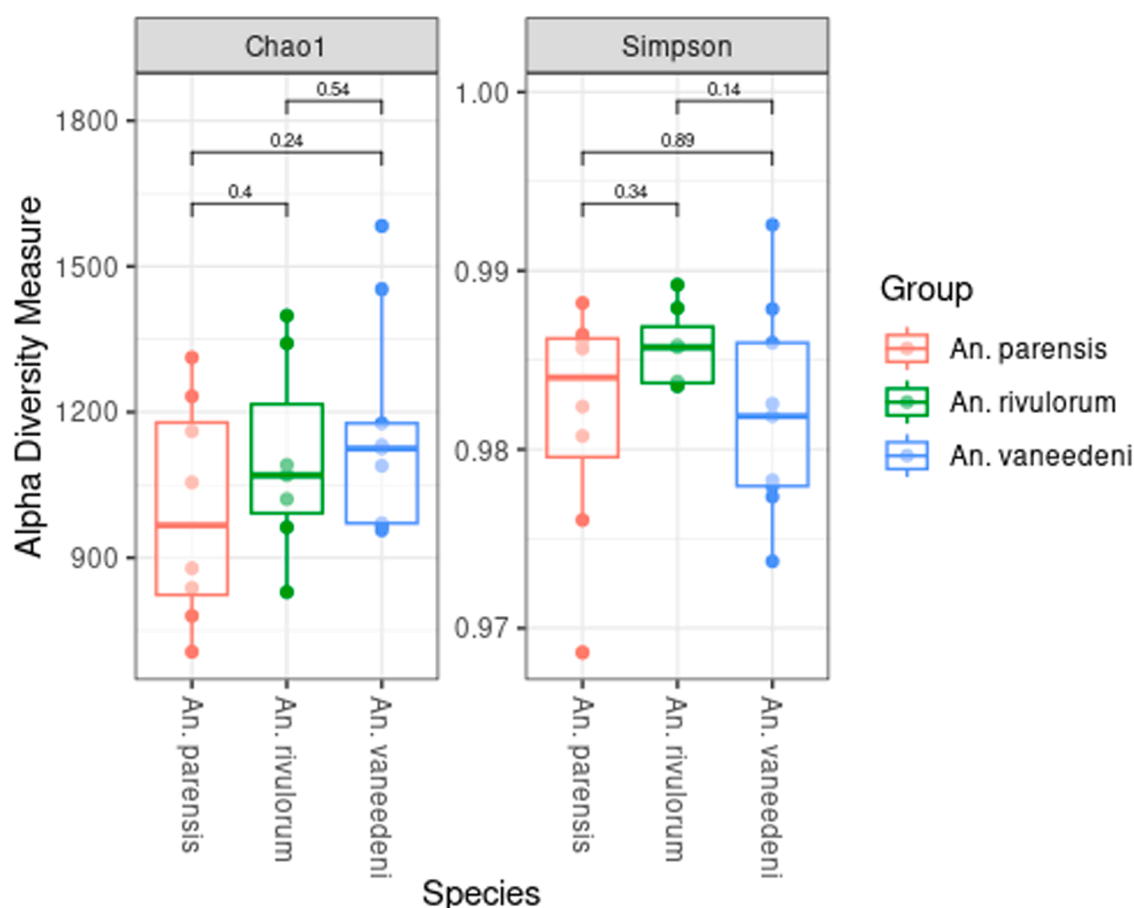 Chao1
Simpson
Alpha Diversity Measure
1800
1500
1200
900
0.54
0.24
0.4
1.00
0.99
0.98
0.97
0.14
0.89
0.34
An. parensis
An. rivulorum
An. vaneedeni
An. parensis
An. rivulorum
An. vaneedeni
Species
Group
An. parensis
An. rivulorum
An. vaneedeni